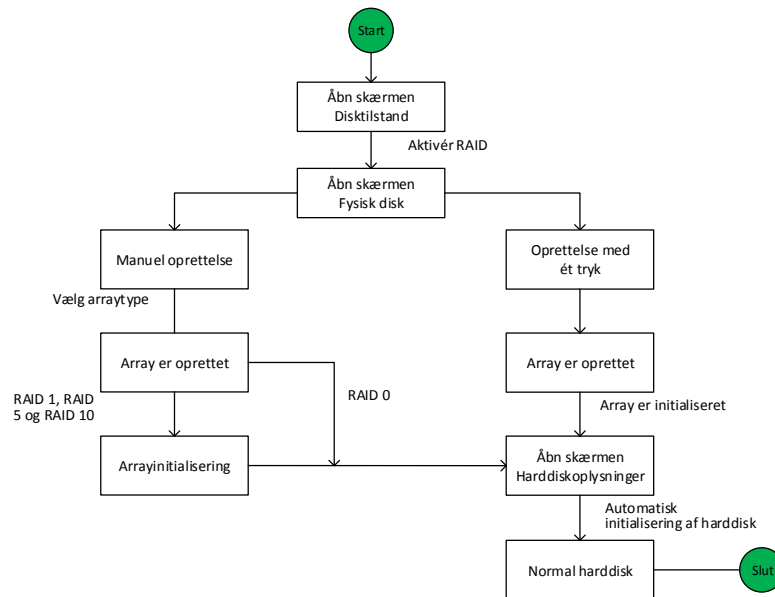 Start
Åbn skærmen
Disktilstand
Aktivér RAID
Åbn skærmen
Fysisk disk
Manuel oprettelse
Oprettelse med
ét tryk
Vælg arraytype
Array er oprettet
Array er oprettet
RAID 1, RAID
5 og RAID 10
RAID 0
Array er initialiseret
Arrayinitialisering
Åbn skærmen
Harddiskoplysninger
Automatisk
initialisering af harddisk
Normal harddisk
Slut